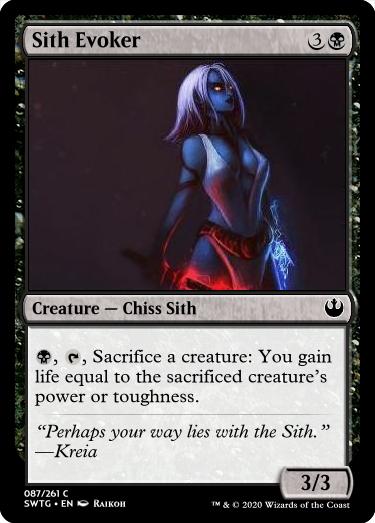 Sith Evoker 3
Creature — Chiss Sith
, , Sacrifice a creature: You gain
life equal to the sacrificed creature's
power or toughness.
“Perhaps your way lies with the Sith.”
—Kreia
3/3
087/261 C
SWTG • EN RAIKOH
™ & © 2020 Wizards of the Coast